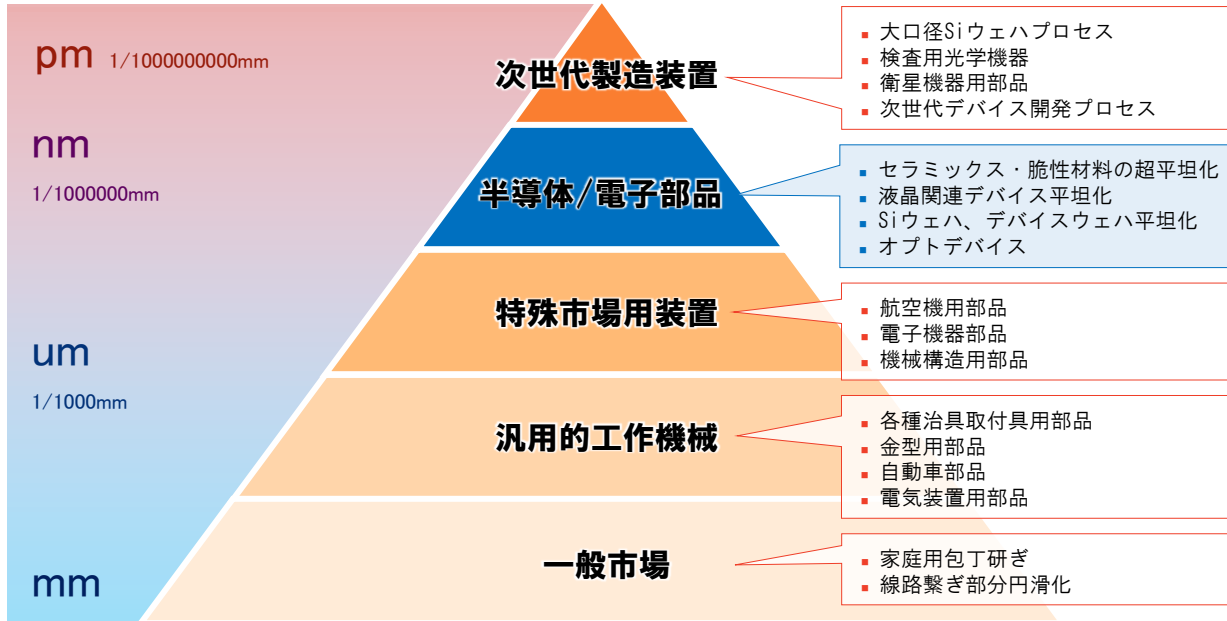 pm 1/1000000000mm
次世代製造装置
■ 大口径Siウェハプロセス
■ 検査用光学機器
■ 衛星機器用部品
■ 次世代デバイス開発プロセス
nm
1/1000000mm
半導体/電子部品
■ セラミックス・脆性材料の超平坦化
■ 液晶関連デバイス平坦化
■ Siウェハ、デバイスウェハ平坦化
■ オプトデバイス
um
1/1000mm
特殊市場用装置
■ 航空機用部品
■ 電子機器部品
■ 機械構造用部品
汎用的工作機械
■ 各種治具取付具用部品
■ 金型用部品
■ 自動車部品
■ 電気装置用部品
mm
一般市場
■ 家庭用包丁研ぎ
■ 線路繋ぎ部分円滑化